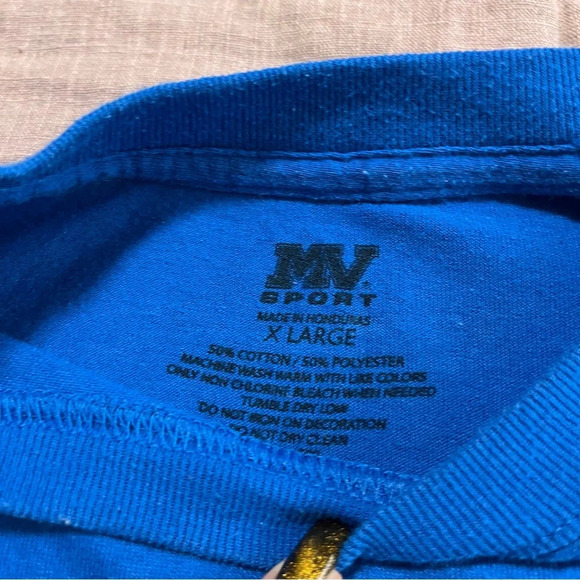 MV®
SPORT
MADE IN HONDURAS
X LARGE
50% COTTON / 50% POLYESTER
MACHINE WASH WARM WITH LIKE COLORS
ONLY NON CHLORINE BLEACH WHEN NEEDED
TUMBLE DRY LOW
DO NOT IRON ON DECORATION
DO NOT DRY CLEAN